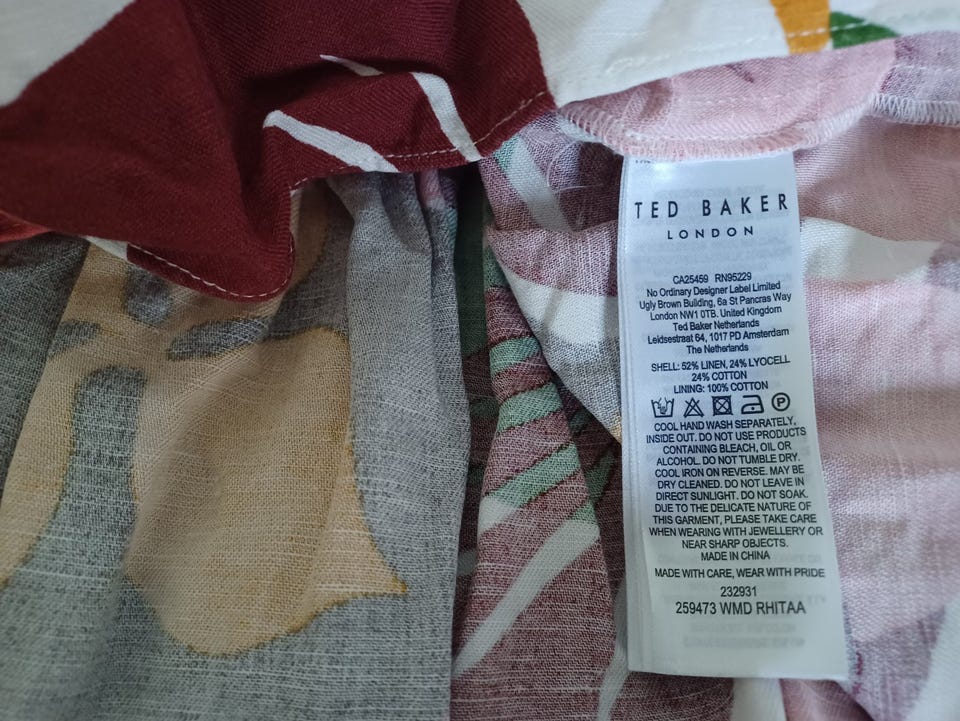 TED BAKER
LONDON
CA25459 RN95229
No Ordinary Designer Label Limited
Ugly Brown Building, 6a St Pancras Way
London NW1 0TB. United Kingdom
Ted Baker Netherlands
Leidsestraat 64, 1017 PD Amsterdam
The Netherlands
SHELL: 52% LINEN, 24% LYOCELL
24% COTTON
LINING: 100% COTTON
COOL HAND WASH SEPARATELY,
INSIDE OUT. DO NOT USE PRODUCTS
CONTAINING BLEACH, OIL OR
ALCOHOL. DO NOT TUMBLE DRY.
COOL IRON ON REVERSE. MAY BE
DRY CLEANED. DO NOT LEAVE IN
DIRECT SUNLIGHT. DO NOT SOAK.
DUE TO THE DELICATE NATURE OF
THIS GARMENT, PLEASE TAKE CARE
WHEN WEARING WITH JEWELLERY OR
NEAR SHARP OBJECTS.
MADE IN CHINA
MADE WITH CARE, WEAR WITH PRIDE
232931
259473 WMD RHITAA